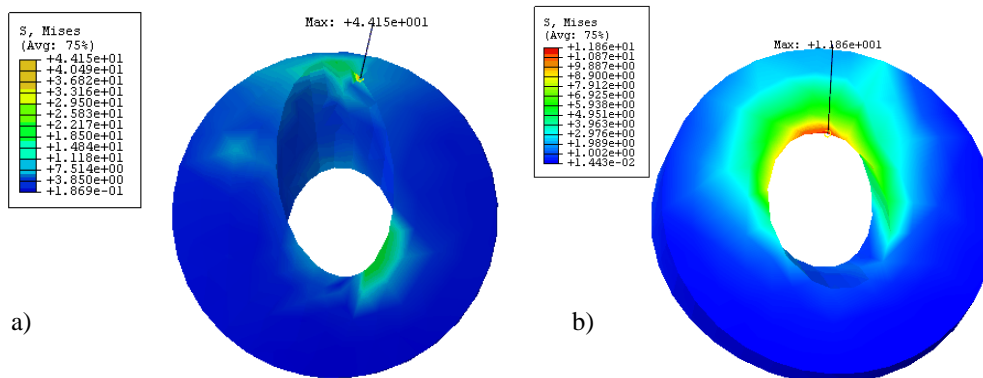 Max: +4.415e+001
S, Mises
(Avg: 75%)
+4.415e+01
+4.049e+01
+3.682e+01
+3.316e+01
+2.950e+01
+2.583e+01
+2.217e+01
+1.850e+01
+1.484e+01
+1.118e+01
+7.514e+00
+3.850e+00
+1.869e-01
a)
S, Mises
(Avg: 75%)
+1.186e+01
+1.087e+01
+9.887e+00
+8.900e+00
+7.912e+00
+6.925e+00
+5.938e+00
+4.951e+00
+3.963e+00
+2.976e+00
+1.989e+00
+1.002e+00
+1.443e-02
Max: +1.186e+001
b)